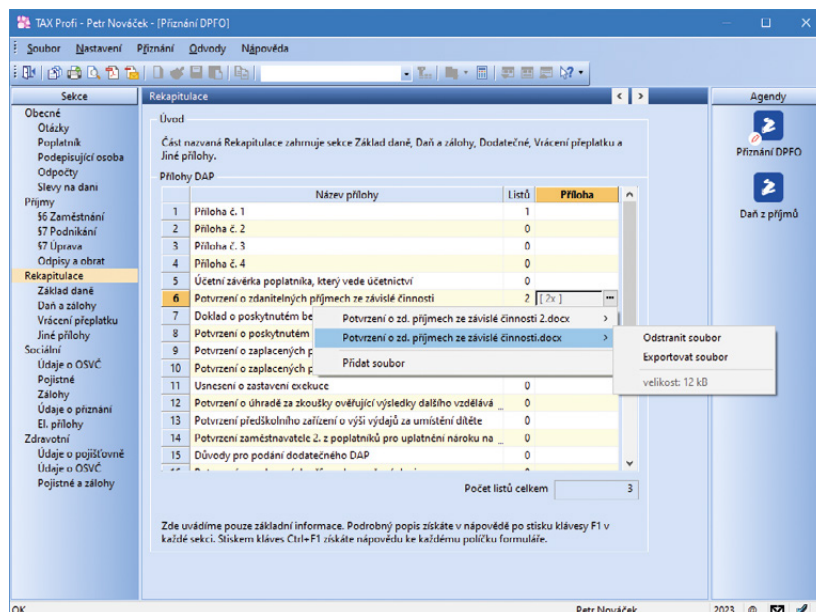 TAX Profi - Petr Nováček - [Přiznání DPFO]
Soubor Nastavení Přiznání Odvody Nápověda
Sekce
Obecné
Otázky
Poplatník
Podepisující osoba
Odpočty
Slevy na dani
Příjmy
§6 Zaměstnání
§7 Podnikání
§7 Úprava
Odpisy a obrat
Rekapitulace
Základ daně
Daň a zálohy
Vrácení přeplatku
Jiné přílohy
Sociální
Údaje o OSVČ
Pojistné
Zálohy
Údaje o přiznání
El. přílohy
Zdravotní
Údaje o pojišťovně
Údaje o OSVČ
Pojistné a zálohy
Rekapitulace
Úvod
Část nazvaná Rekapitulace zahrnuje sekce Základ daně, Daň a zálohy, Dodatečné, Vrácení přeplatku a
Jiné přílohy.
Přílohy DAP
Název přílohy Listů Příloha
1 Příloha č. 1 1
2 Příloha č. 2 0
3 Příloha č. 3 0
4 Příloha č. 4 0
5 Účetní závěrka poplatníka, který vede účetnictví 0
6 Potvrzení o zdanitelných příjmech ze závislé činnosti 2 [ 2x ] ...
7 Doklad o poskytnutém be
8 Potvrzení o poskytnutém
9 Potvrzení o zaplacených p
10 Potvrzení o zaplacených p
11 Usnesení o zastavení exekuce 0
12 Potvrzení o úhradě za zkoušky ověřující výsledky dalšího vzdělává ... 0
13 Potvrzení předškolního zařízení o výši výdajů za umístění dítěte 0
14 Potvrzení zaměstnavatele 2. z poplatníků pro uplatnění nároku na ... 0
15 Důvody pro podání dodatečného DAP 0
Potvrzení o zd. příjmech ze závislé činnosti 2.docx
Potvrzení o zd. příjmech ze závislé činnosti.docx
Přidat soubor
Odstranit soubor
Exportovat soubor
velikost: 12 kB
Počet listů celkem 3
Zde uvádíme pouze základní informace. Podrobný popis získáte v nápovědě po stisku klávesy F1 v
každé sekci. Stiskem kláves Ctrl+F1 získáte nápovědu ke každému políčku formuláře.
Agendy
Přiznání DPFO
Daň z příjmů
OK Petr Nováček 2023